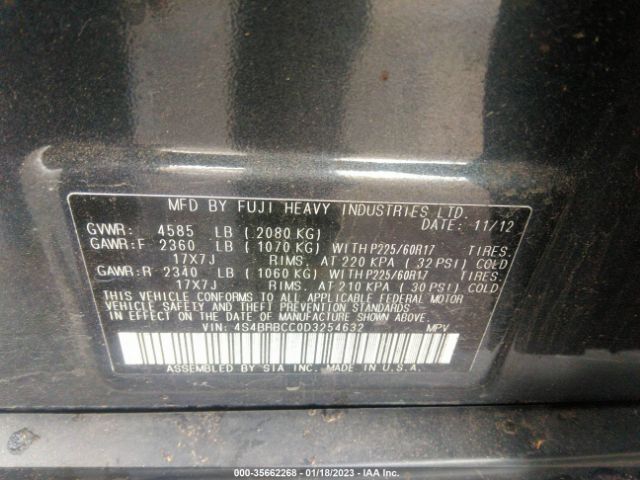 MFD BY FUJI HEAVY INDUSTRIES LTD.
DATE: 11/12
GVWR: 4585 LB (2080 KG)
GAWR:F 2360 LB (1070 KG) WITH P225/60R17 TIRES.
17X7J RIMS. AT 220 KPA (32 PSI) COLD
GAWR:R 2340 LB (1060 KG) WITH P225/60R17 TIRES.
17X7J RIMS. AT 210 KPA (30 PSI) COLD
THIS VEHICLE CONFORMS TO ALL APPLICABLE FEDERAL MOTOR
VEHICLE SAFETY AND THEFT PREVENTION STANDARDS
IN EFFECT ON THE DATE OF MANUFACTURE SHOWN ABOVE.
VIN: 4S4BRBCC0D3254632 MPV
ASSEMBLED BY SIA INC. MADE IN U.S.A.
000-35662268 - 01/18/2023 - IAA Inc.